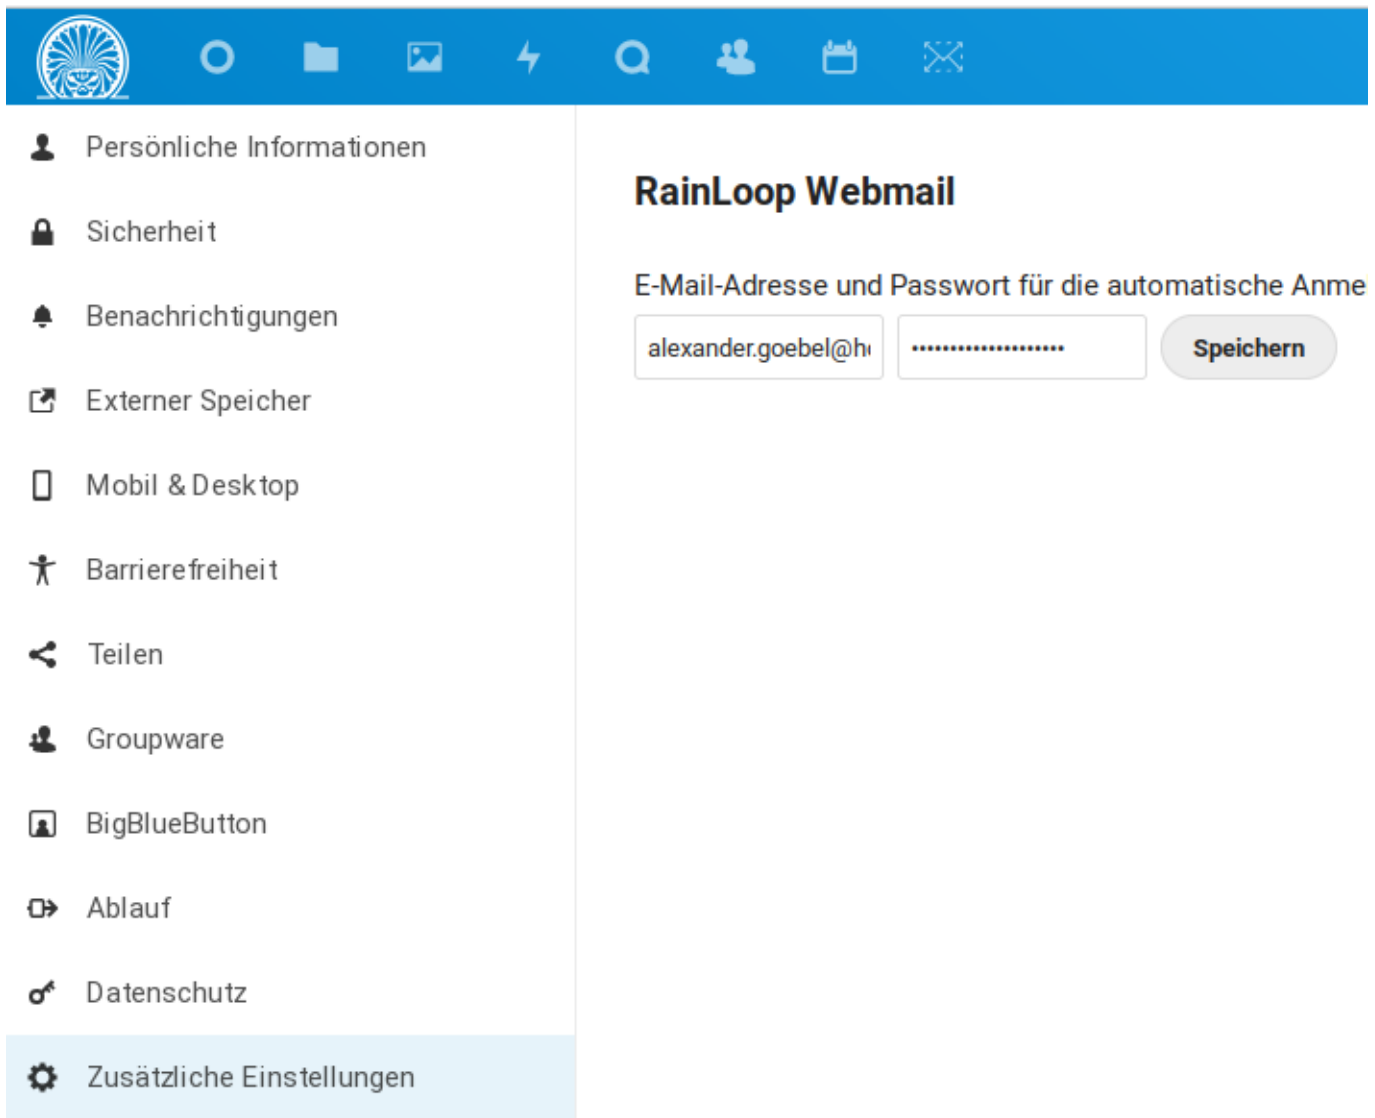 Persönliche Informationen
Sicherheit
Benachrichtigungen
Externer Speicher
Mobil & Desktop
Barrierefreiheit
Teilen
Groupware
BigBlueButton
Ablauf
Datenschutz
Zusätzliche Einstellungen
RainLoop Webmail
E-Mail-Adresse und Passwort für die automatische Anme
alexander.goebel@h
Speichern